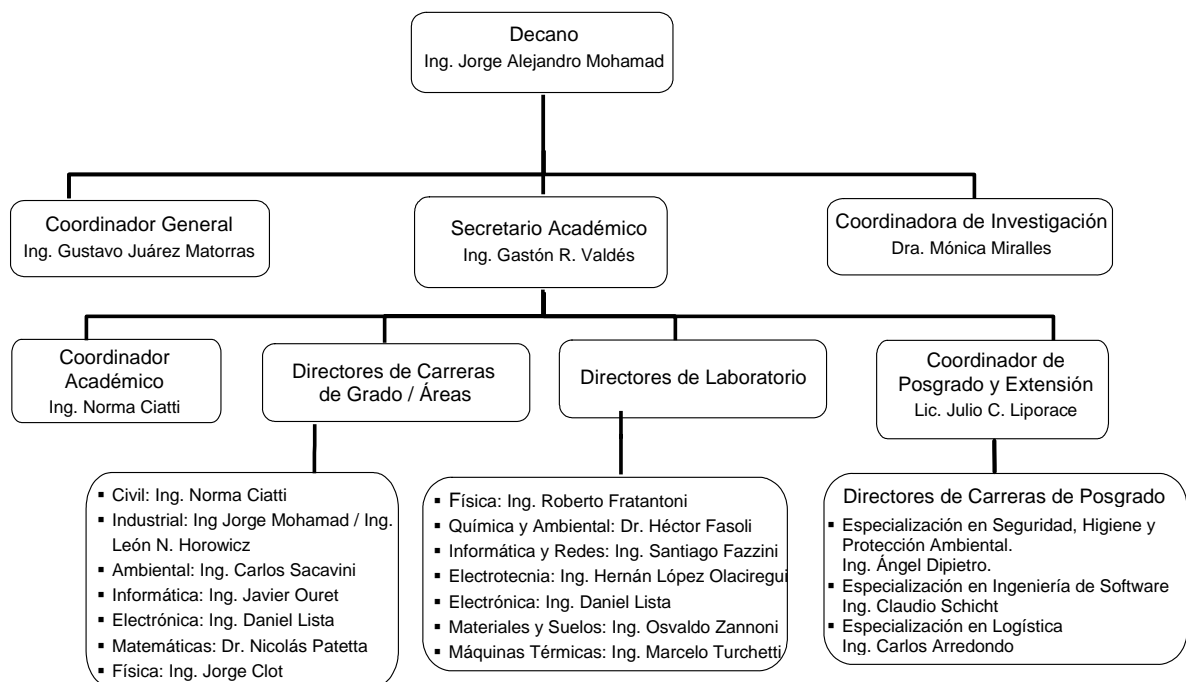 Decano
Ing. Jorge Alejandro Mohamad
Coordinador General
Ing. Gustavo Juárez Matorras
Secretario Académico
Ing. Gastón R. Valdés
Coordinadora de Investigación
Dra. Mónica Miralles
Coordinador
Académico
Ing. Norma Ciatti
Directores de Carreras
de Grado / Áreas
Directores de Laboratorio
Coordinador de
Posgrado y Extensión
Lic. Julio C. Liporace
▪ Civil: Ing. Norma Ciatti
▪ Industrial: Ing Jorge Mohamad / Ing.
León N. Horowicz
▪ Ambiental: Ing. Carlos Sacavini
▪ Informática: Ing. Javier Ouret
▪ Electrónica: Ing. Daniel Lista
▪ Matemáticas: Dr. Nicolás Patetta
▪ Física: Ing. Jorge Clot
▪ Física: Ing. Roberto Fratantoni
▪ Química y Ambiental: Dr. Héctor Fasoli
▪ Informática y Redes: Ing. Santiago Fazzini
▪ Electrotecnia: Ing. Hernán López Olaciregui
▪ Electrónica: Ing. Daniel Lista
▪ Materiales y Suelos: Ing. Osvaldo Zannoni
▪ Máquinas Térmicas: Ing. Marcelo Turchetti
Directores de Carreras de Posgrado
▪ Especialización en Seguridad, Higiene y
Protección Ambiental.
Ing. Ángel Dipietro.
▪ Especialización en Ingeniería de Software
Ing. Claudio Schicht
▪ Especialización en Logística
Ing. Carlos Arredondo